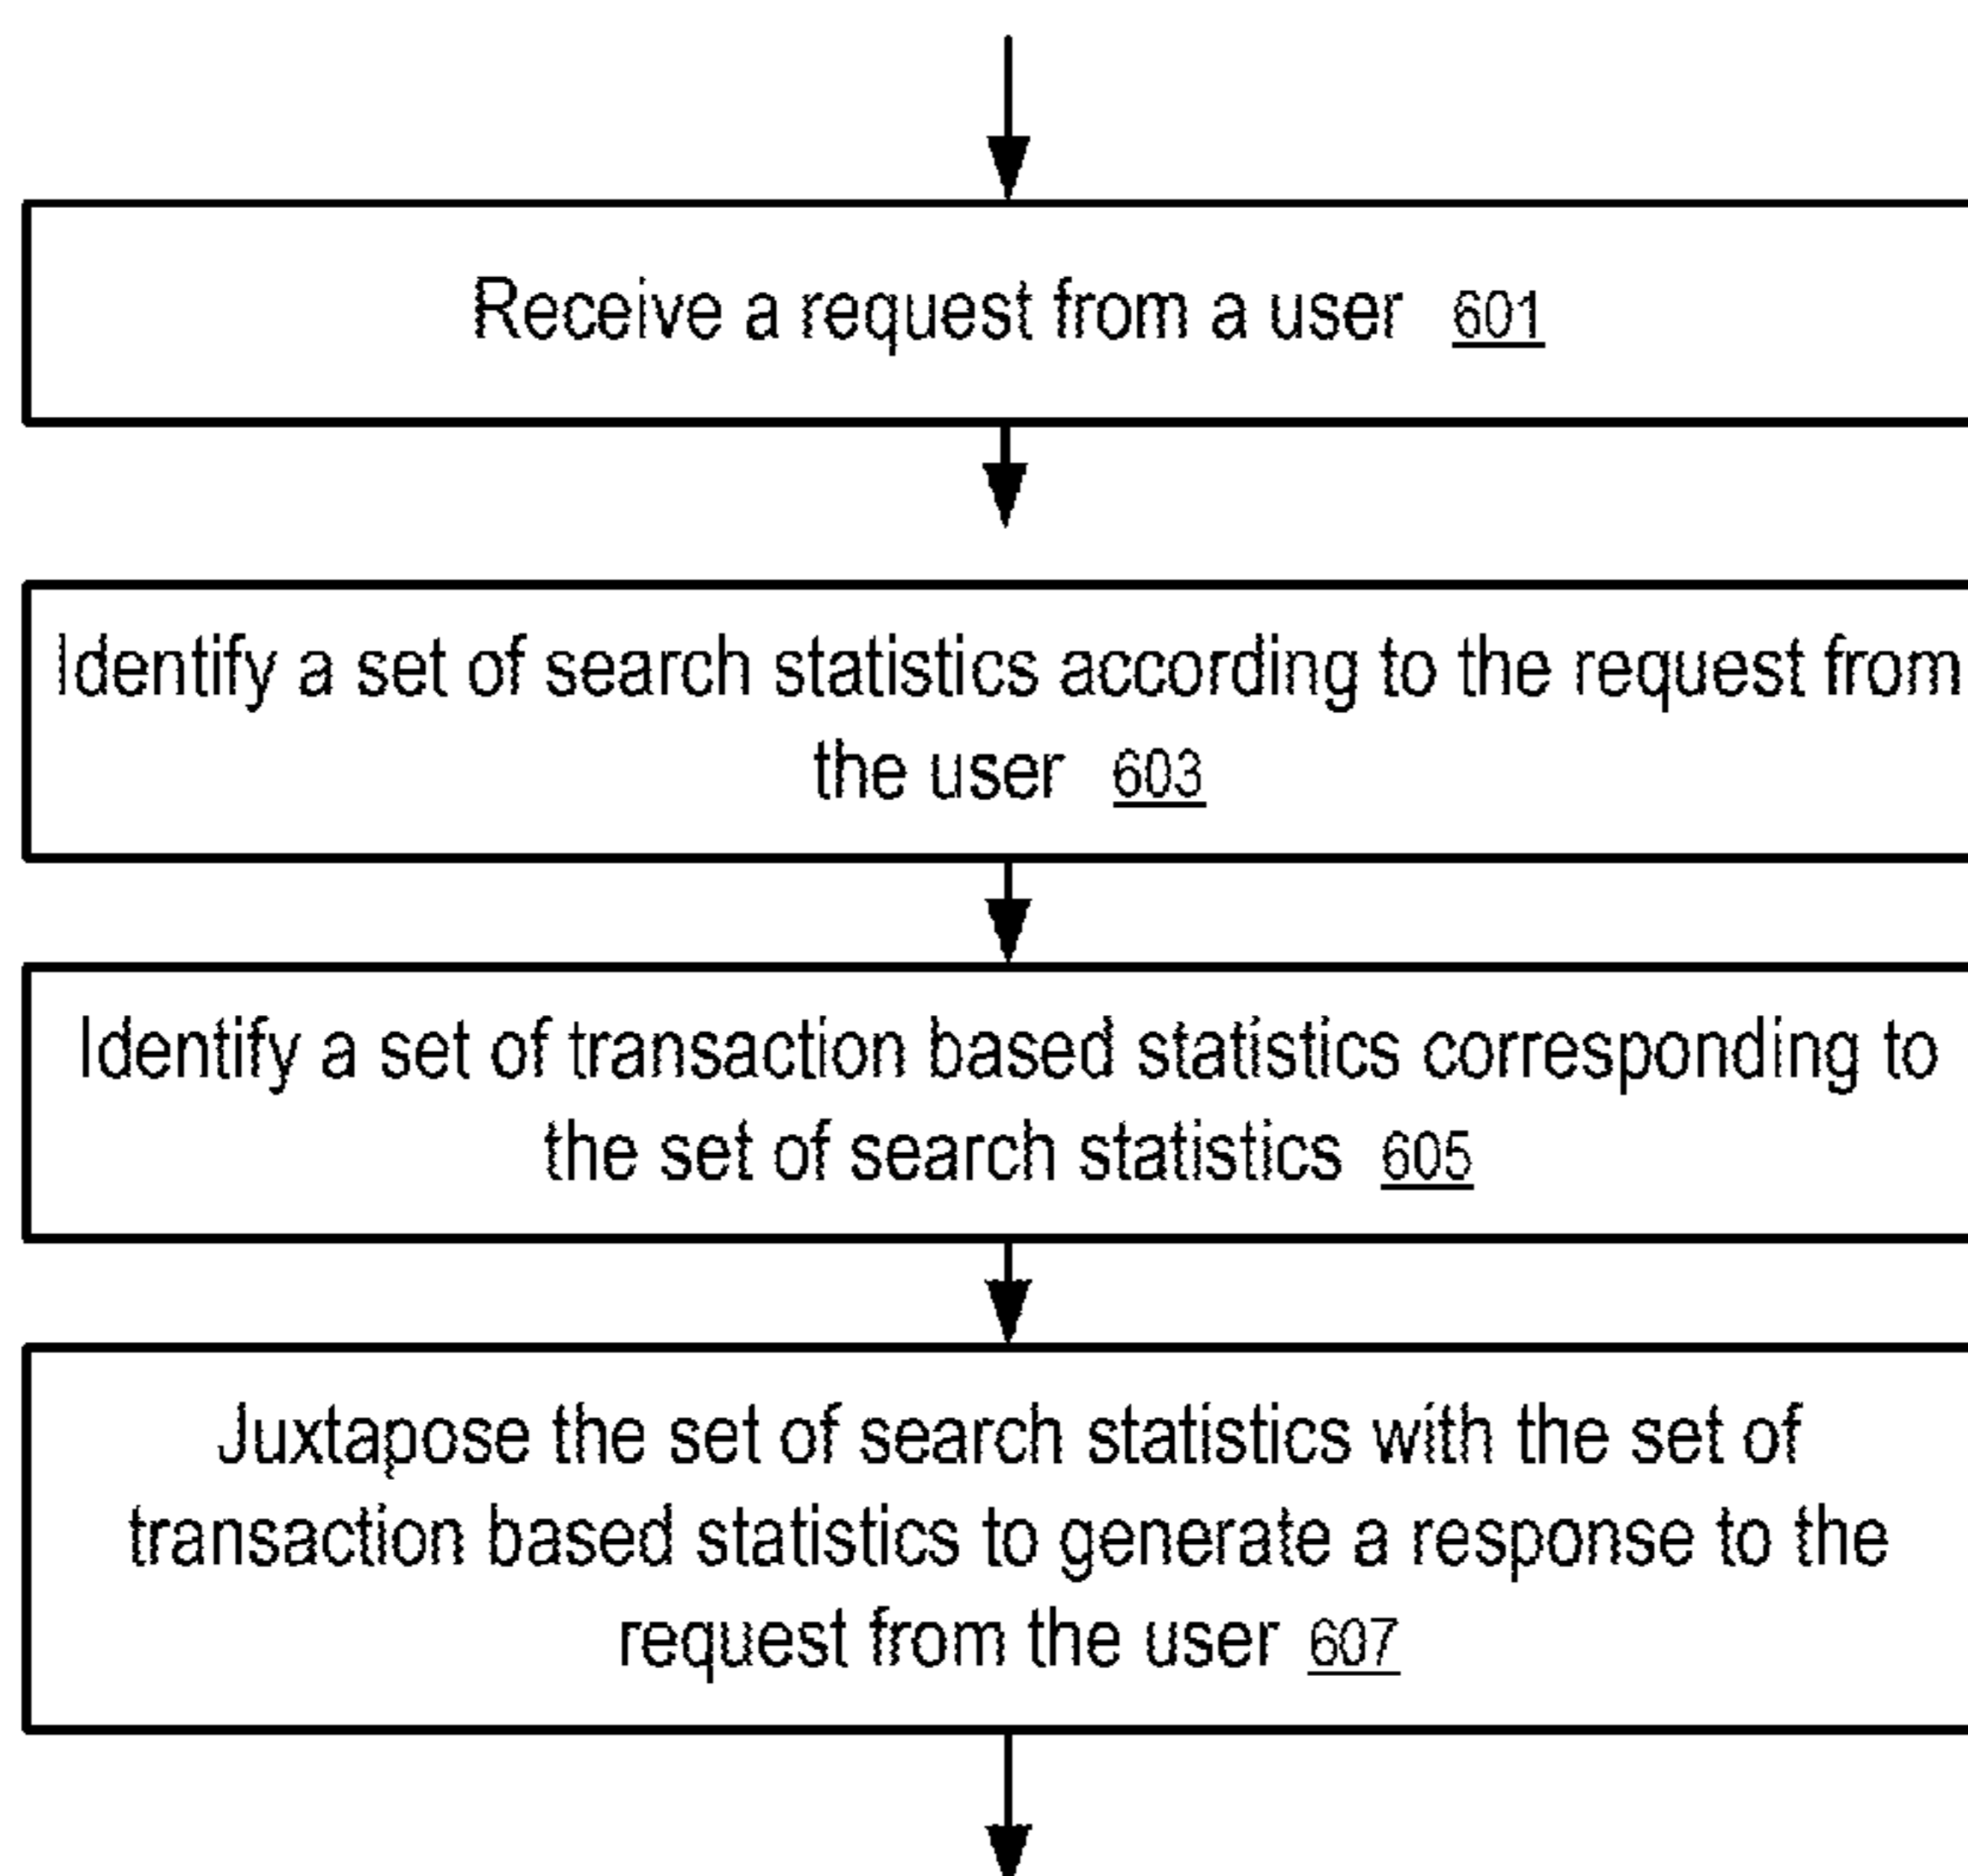 Receive a request from a user 601
Identify a set of search statistics according to the request from
the user 603
Identify a set of transaction based statistics corresponding to
the set of search statistics 605
Juxtapose the set of search statistics with the set of
transaction based statistics to generate a response to the
request from the user 607